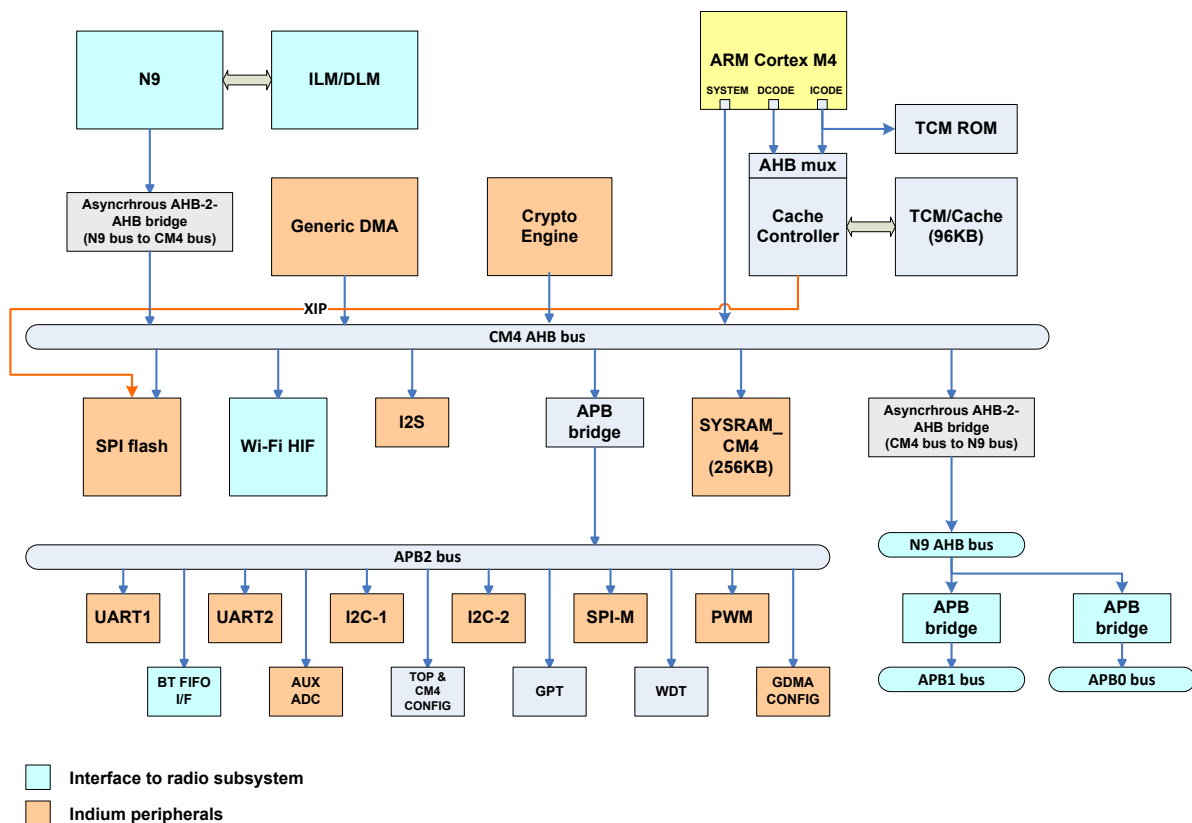 N9
ILM/DLM
ARM Cortex M4
SYSTEM
DCODE
ICODE
TCM ROM
AHB mux
Asyncrhrous AHB-2-
AHB bridge
(N9 bus to CM4 bus)
Generic DMA
Crypto
Engine
Cache
Controller
TCM/Cache
(96KB)
XIP
CM4 AHB bus
SPI flash
Wi-Fi HIF
I2S
APB
bridge
SYSRAM_
CM4
(256KB)
Asyncrhrous AHB-2-
AHB bridge
(CM4 bus to N9 bus)
N9 AHB bus
APB2 bus
UART1
UART2
I2C-1
I2C-2
SPI-M
PWM
APB
bridge
APB
bridge
BT FIFO
I/F
AUX
ADC
TOP &
CM4
CONFIG
GPT
WDT
GDMA
CONFIG
APB1 bus
APB0 bus
Interface to radio subsystem
Indium peripherals